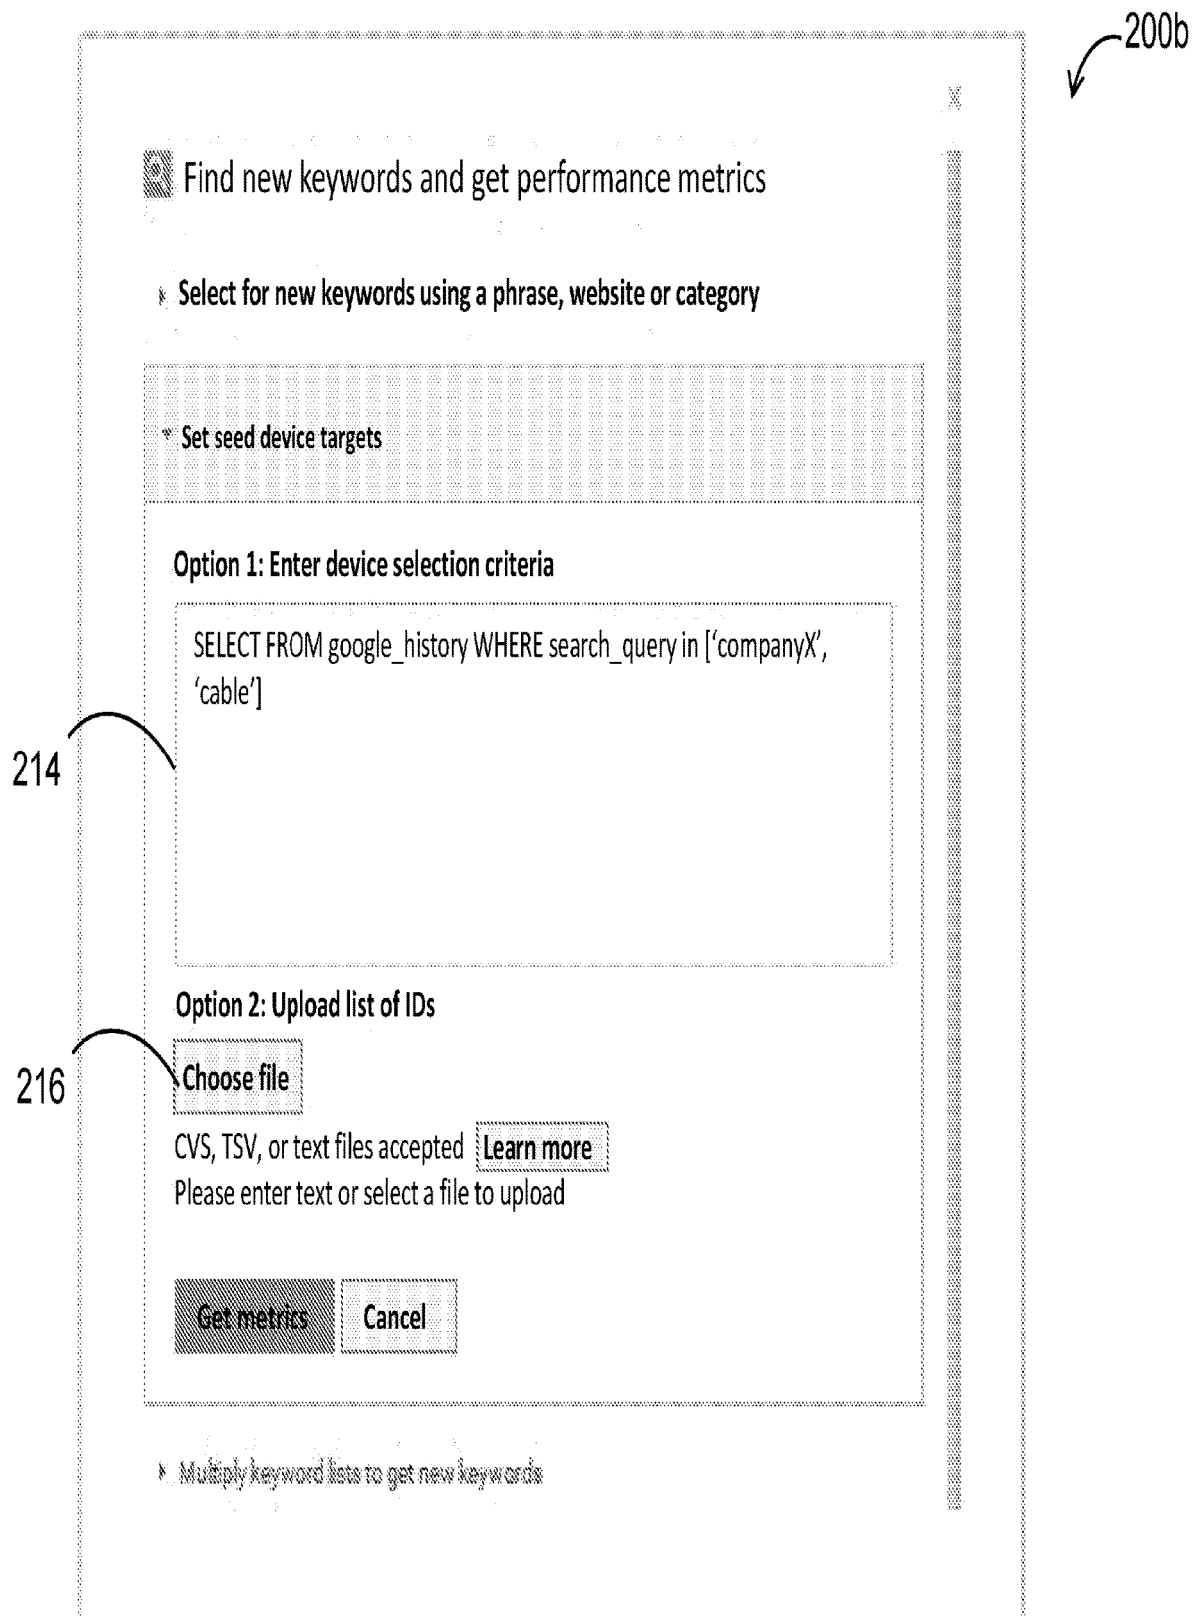 200b
X
Find new keywords and get performance metrics
Select for new keywords using a phrase, website or category
Set seed device targets
Option 1: Enter device selection criteria
SELECT FROM google_history WHERE search_query in [‘companyX’,
‘cable’]
214
Option 2: Upload list of IDs
216
Choose file
CVS, TSV, or text files accepted Learn more
Please enter text or select a file to upload
Get metrics Cancel
Multiply keyword lists to get new keywords